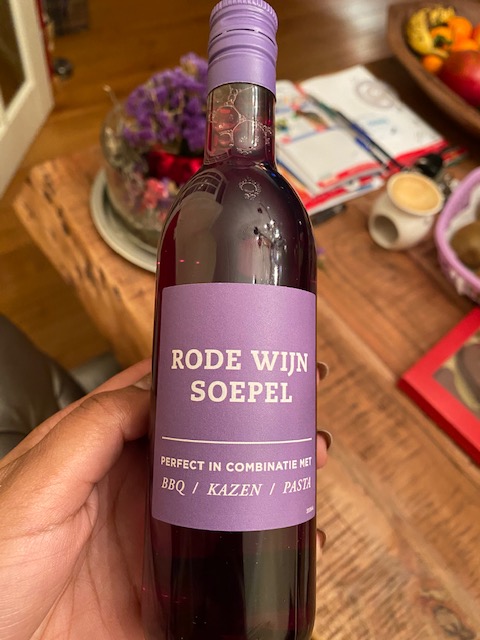 RODE WIJN
SOEPEL
PERFECT IN COMBINATIE MET
BBQ / KAZEN / PASTA